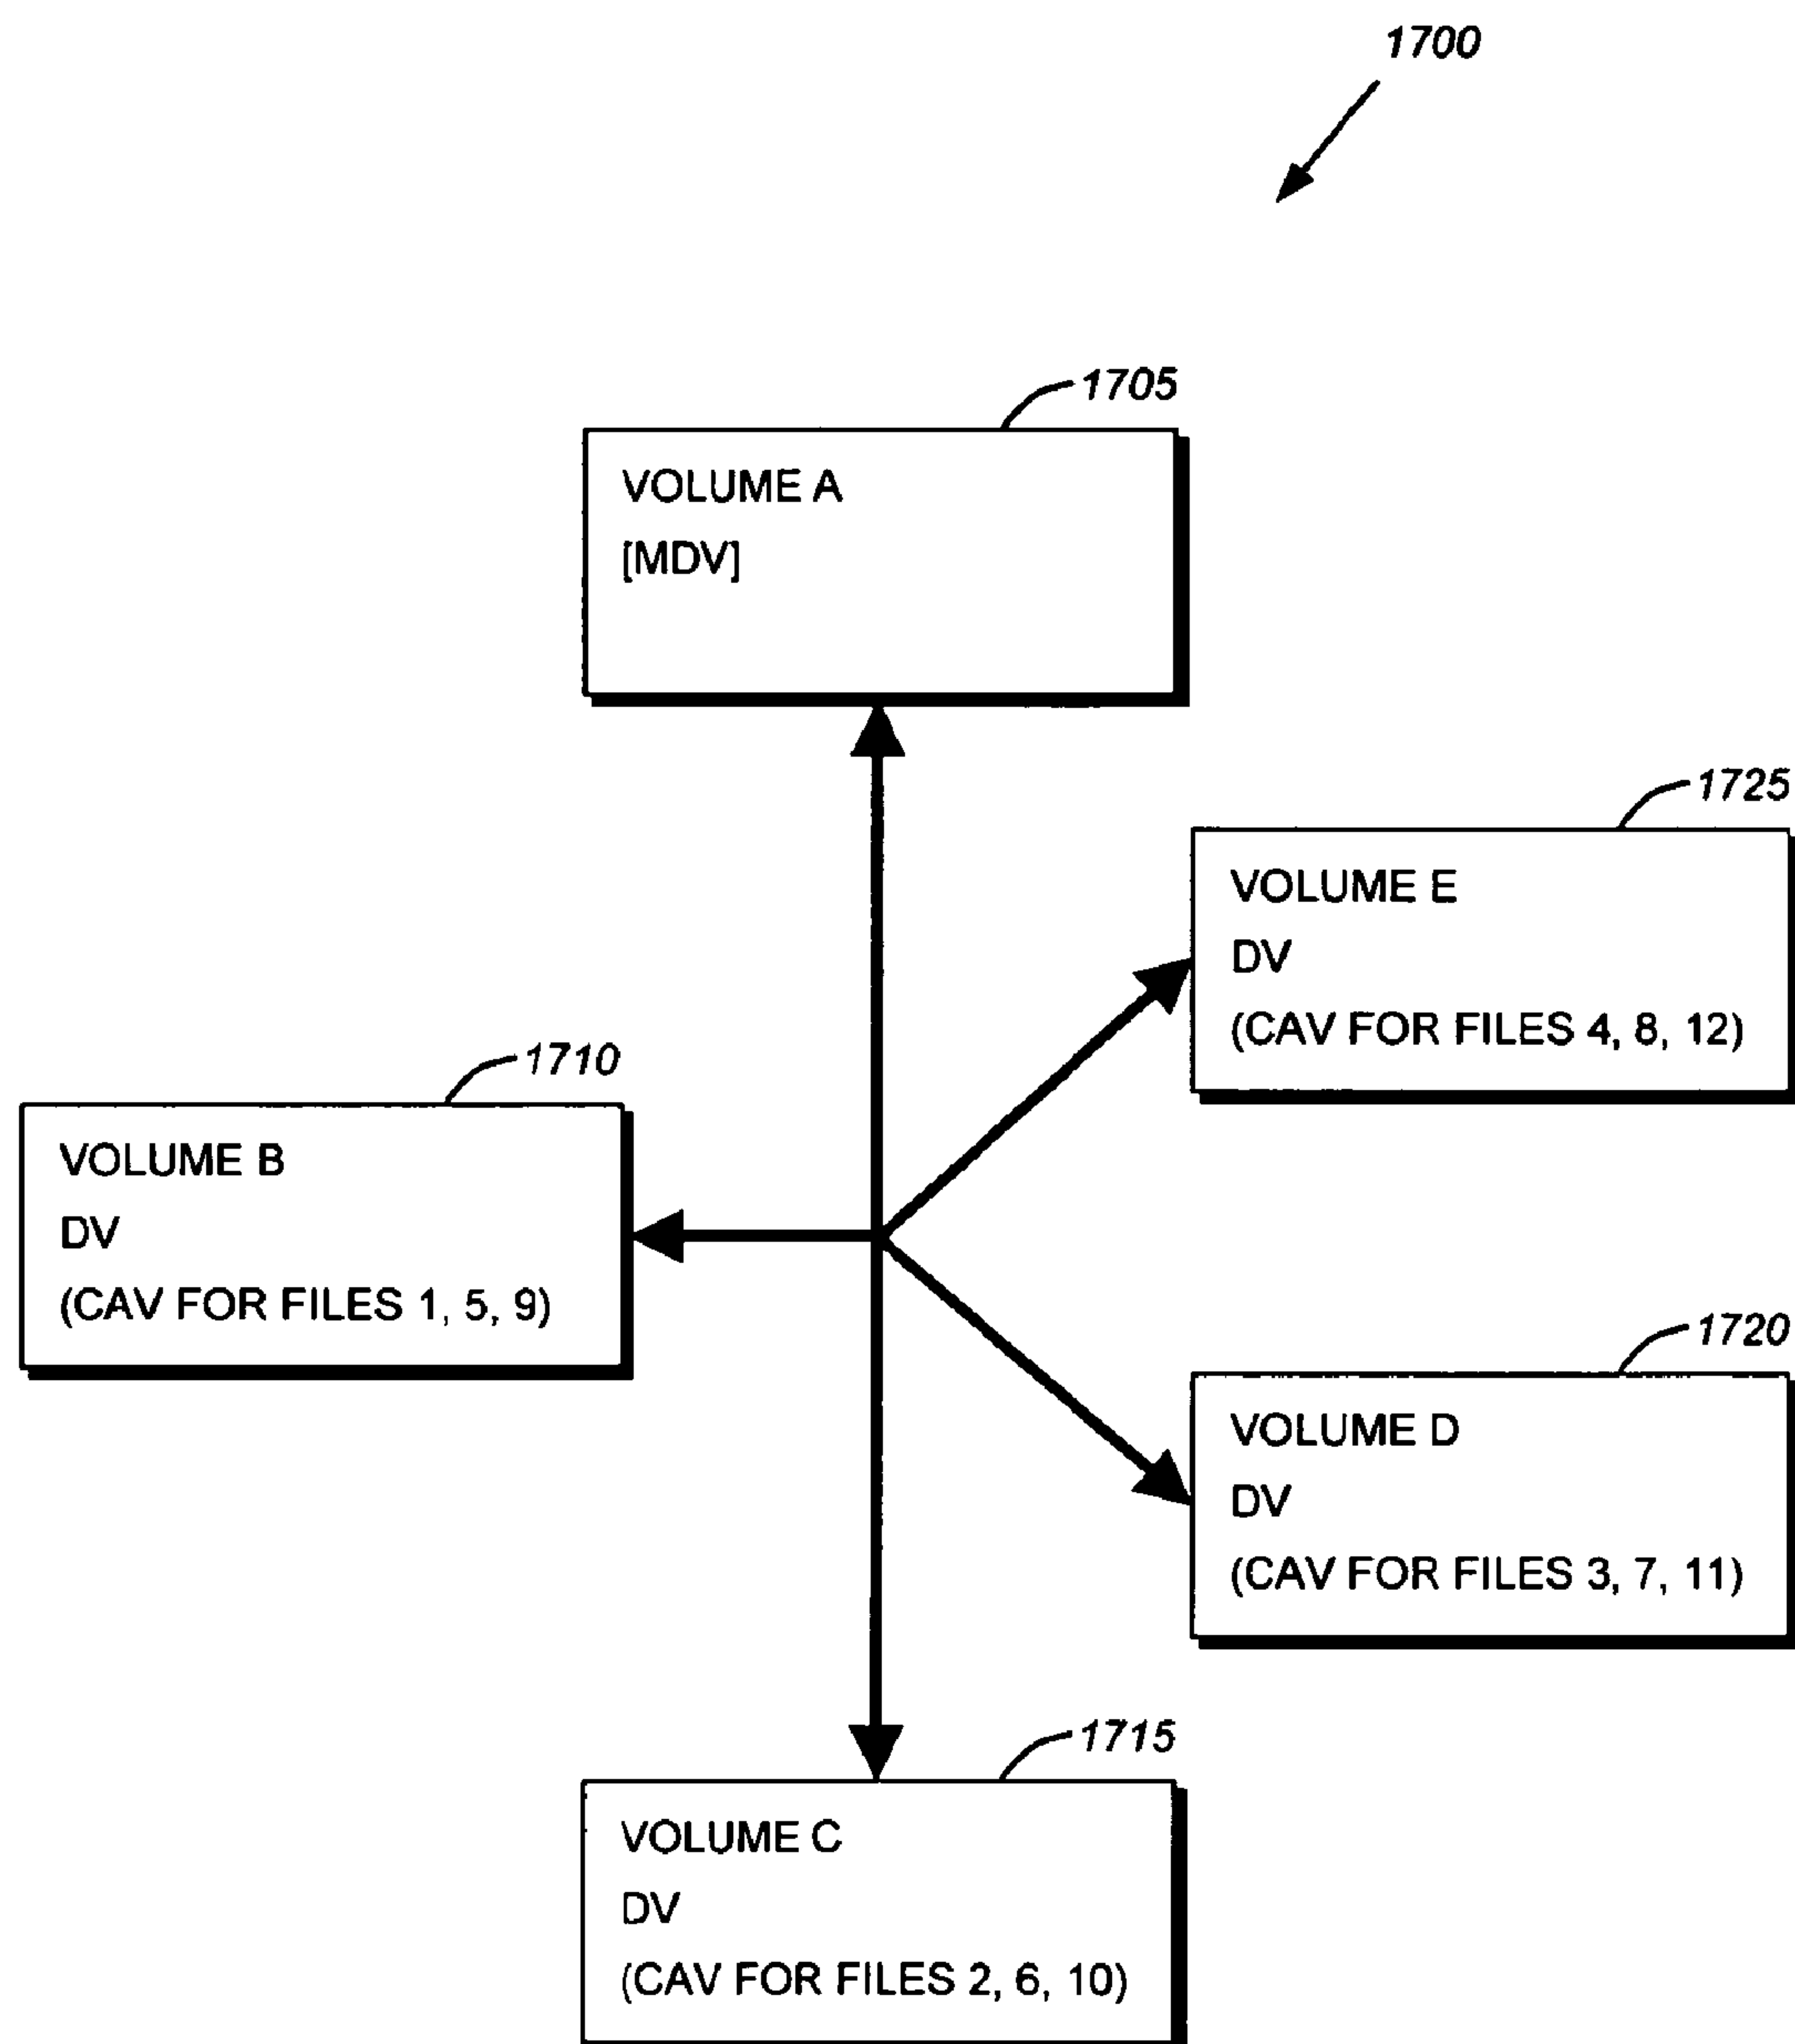 1700
1705
VOLUME A
[MDV]
1725
VOLUME E
DV
(CAV FOR FILES 4, 8, 12)
1710
VOLUME B
DV
(CAV FOR FILES 1, 5, 9)
1720
VOLUME D
DV
(CAV FOR FILES 3, 7, 11)
1715
VOLUME C
DV
(CAV FOR FILES 2, 6, 10)